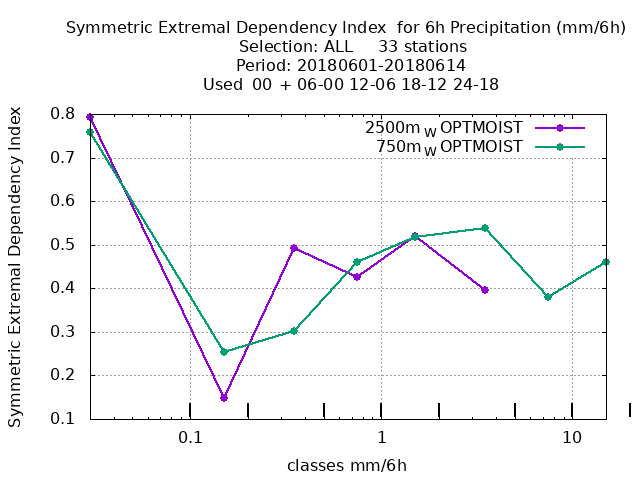 Symmetric Extremal Dependency Index  for 6h Precipitation (mm/6h)
Selection: ALL     33 stations
Period: 20180601-20180614
Used  00  + 06-00 12-06 18-12 24-18
2500m W OPTMOIST
750m W OPTMOIST
Symmetric Extremal Dependency Index
0.8
0.7
0.6
0.5
0.4
0.3
0.2
0.1
0.1 1 10
classes mm/6h